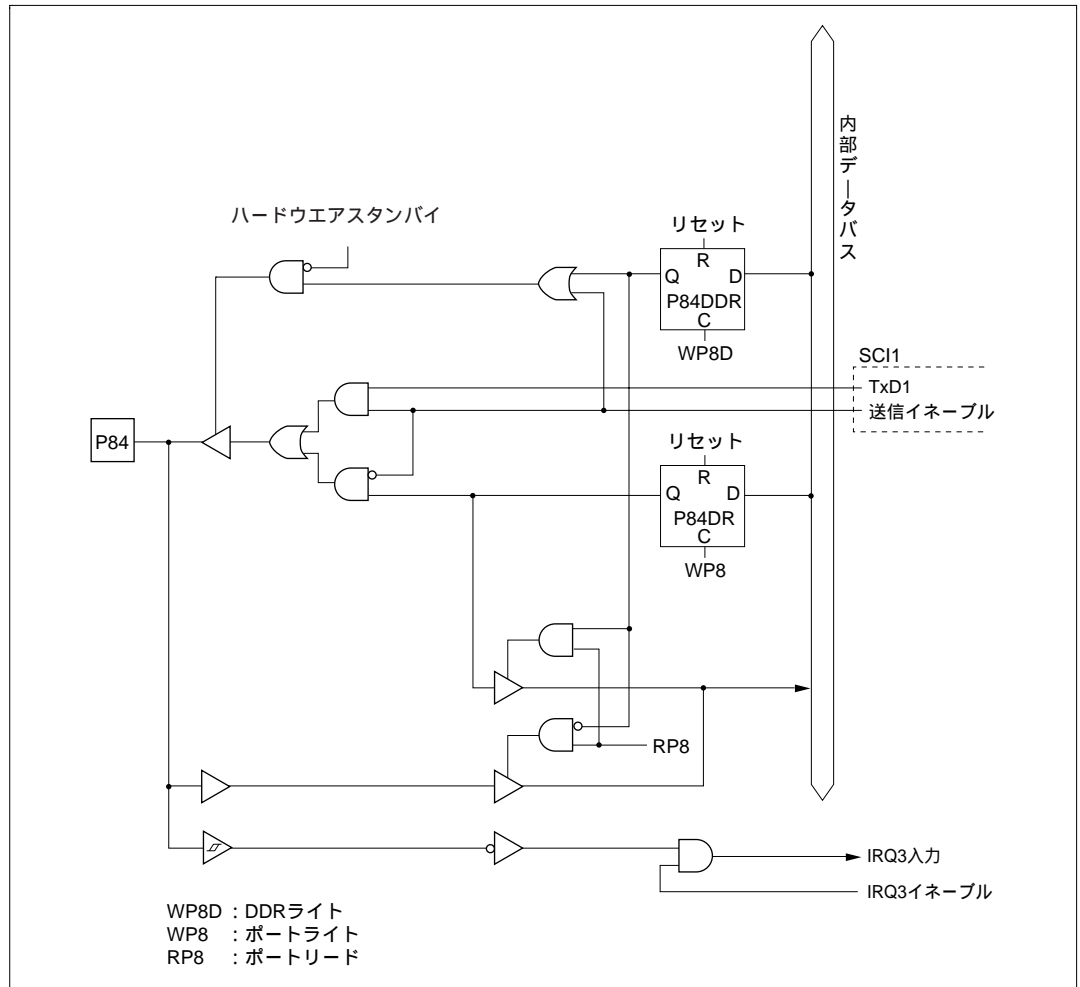 内部データバス
ハードウエアスタンバイ
リセット
R
Q D
P84DDR
C
WP8D
SCI1
TxD1
送信イネーブル
P84
リセット
R
Q D
P84DR
C
WP8
RP8
IRQ3入力
IRQ3イネーブル
WP8D : DDRライト
WP8 : ポートライト
RP8 : ポートリード